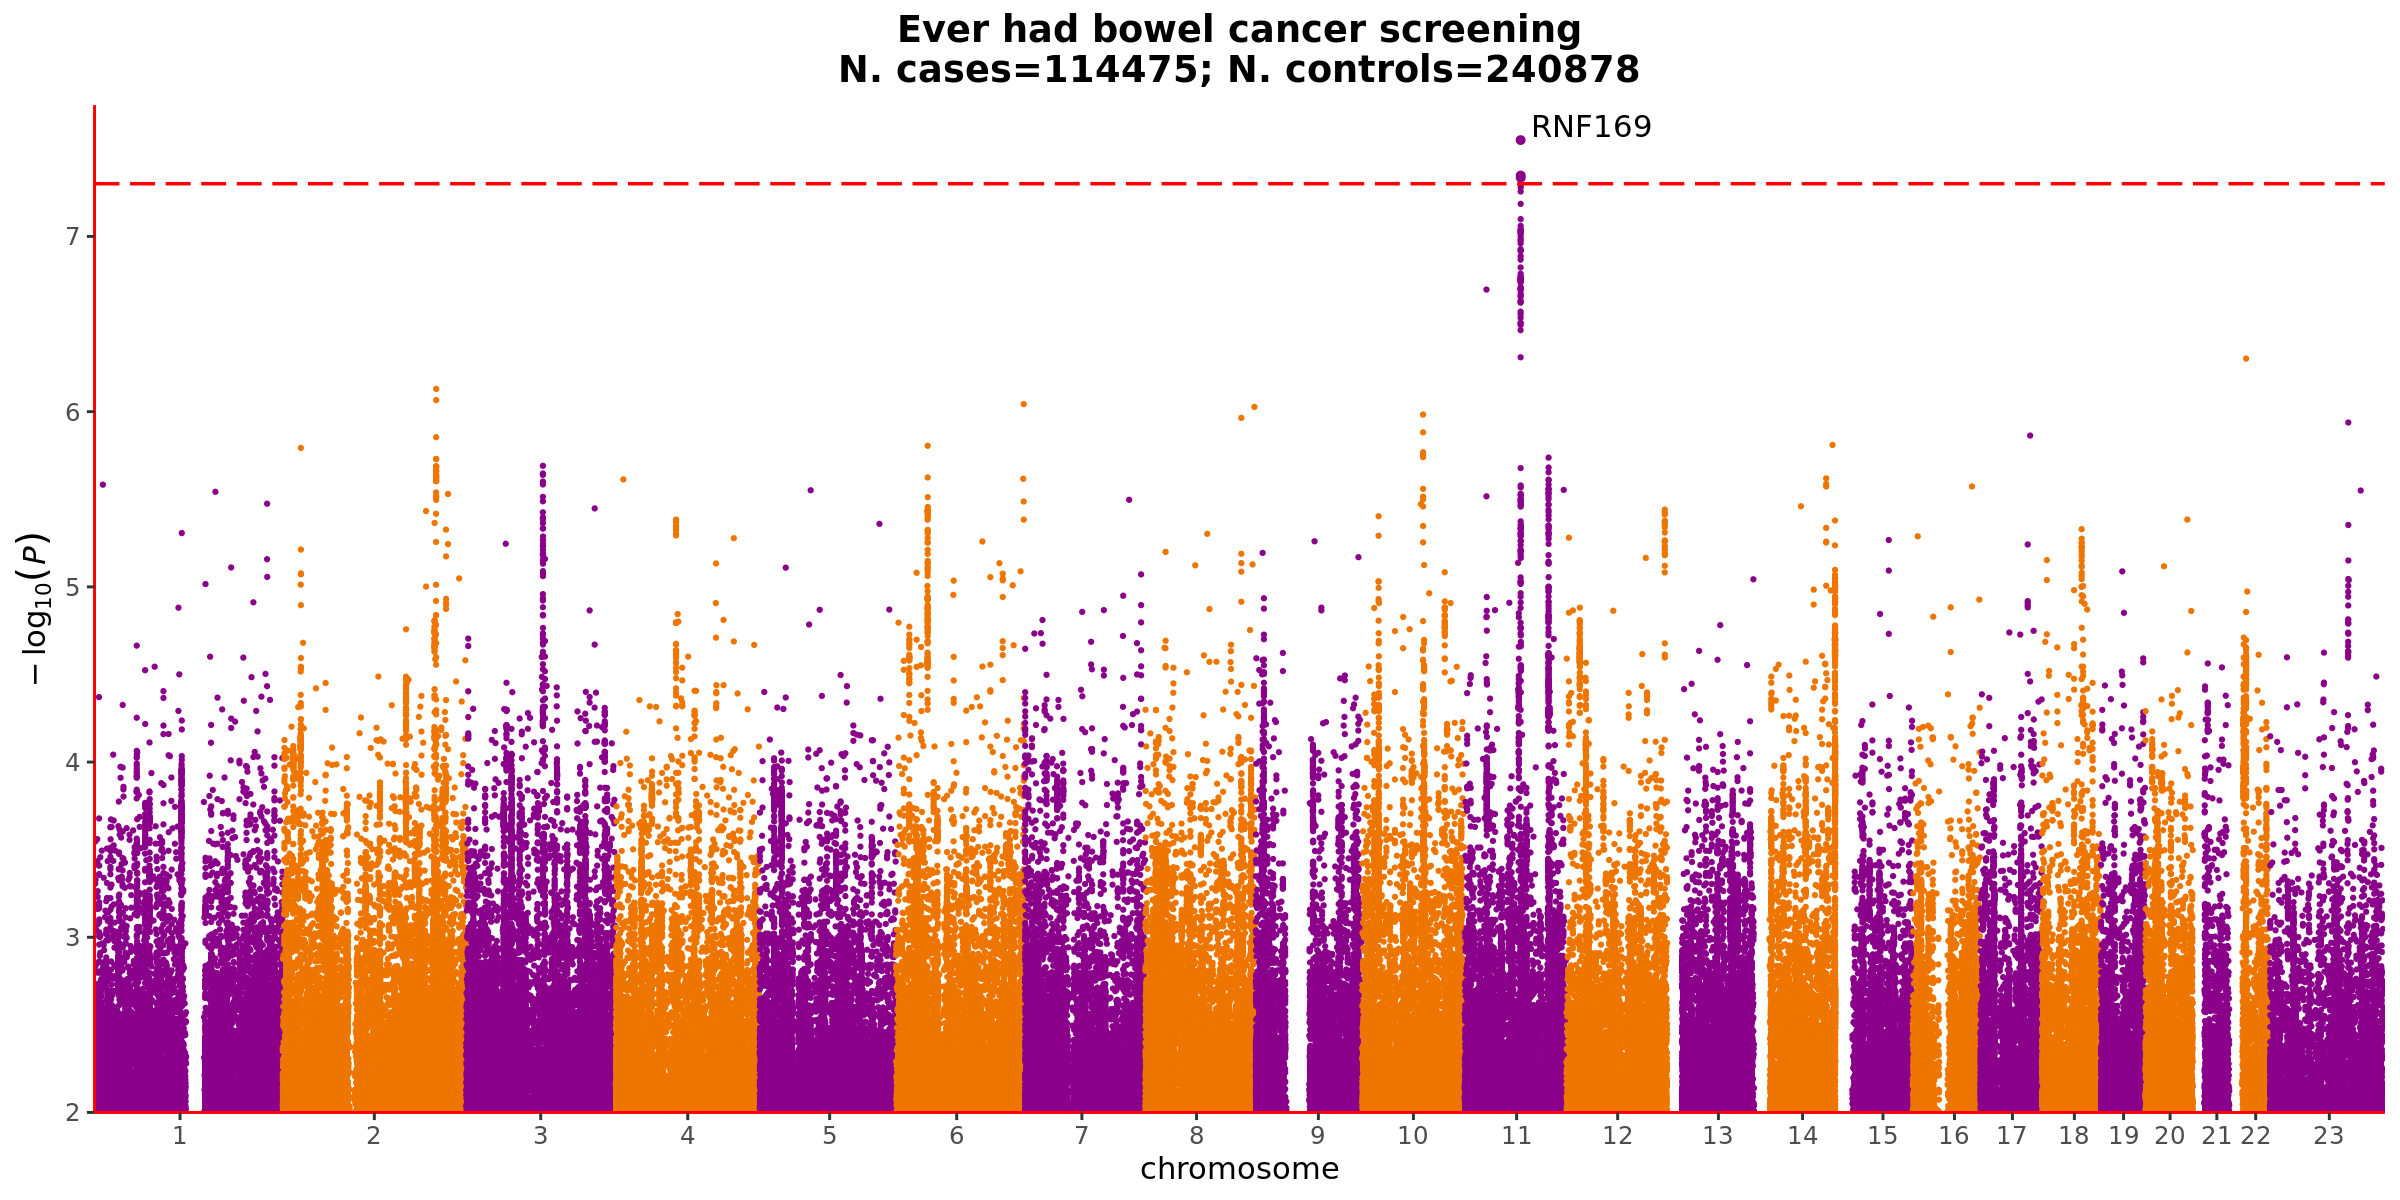 Ever had bowel cancer screening
N. cases=114475; N. controls=240878
RNF169
−log10(P)
7
6
5
4
3
2
1 2 3 4 5 6 7 8 9 10 11 12 13 14 15 16 17 18 19 20 21 22 23
chromosome